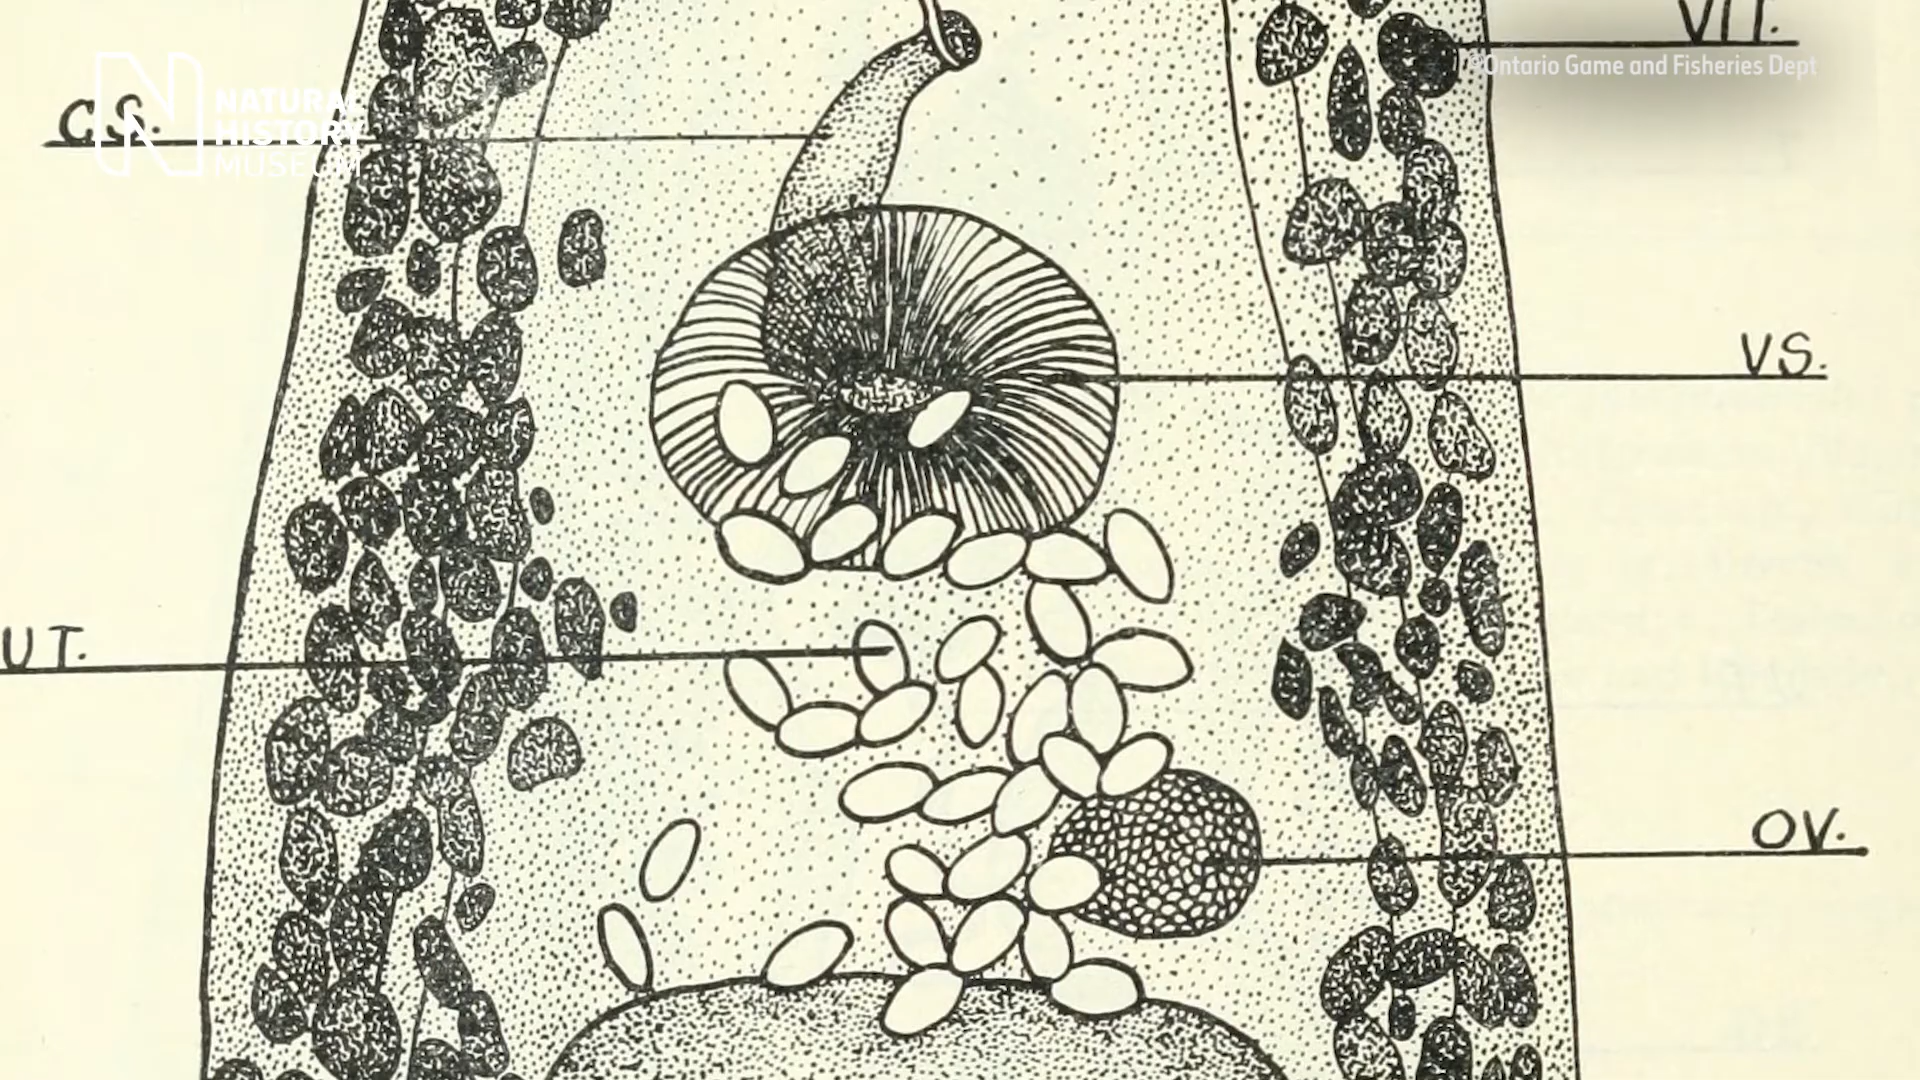 VIT.
©Ontario Game and Fisheries Dept
C.S.
NATURAL
HISTORY
MUSEUM
VS.
UT.
OV.